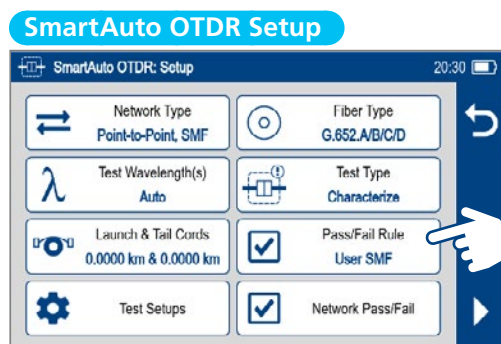 SmartAuto OTDR Setup
SmartAuto OTDR: Setup
20:30
Network Type
Point-to-Point, SMF
Fiber Type
G.652.A/B/C/D
λ
Test Wavelength(s)
Auto
Test Type
Characterize
Launch & Tail Cords
0.0000 km & 0.0000 km
Pass/Fail Rule
User SMF
Test Setups
Network Pass/Fail